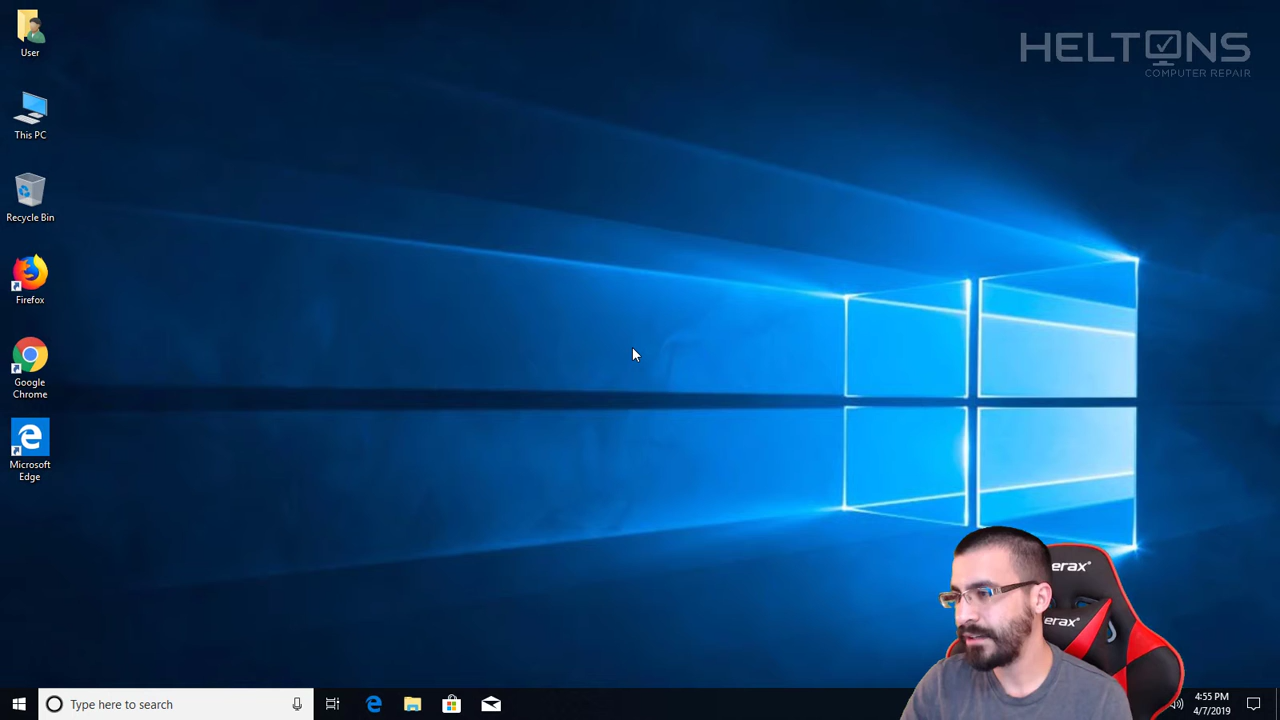 User
HELTONS
COMPUTER REPAIR
This PC
Recycle Bin
Firefox
Google
Chrome
Microsoft
Edge
erax®
erax®
Type here to search
4:55 PM
4/7/2019